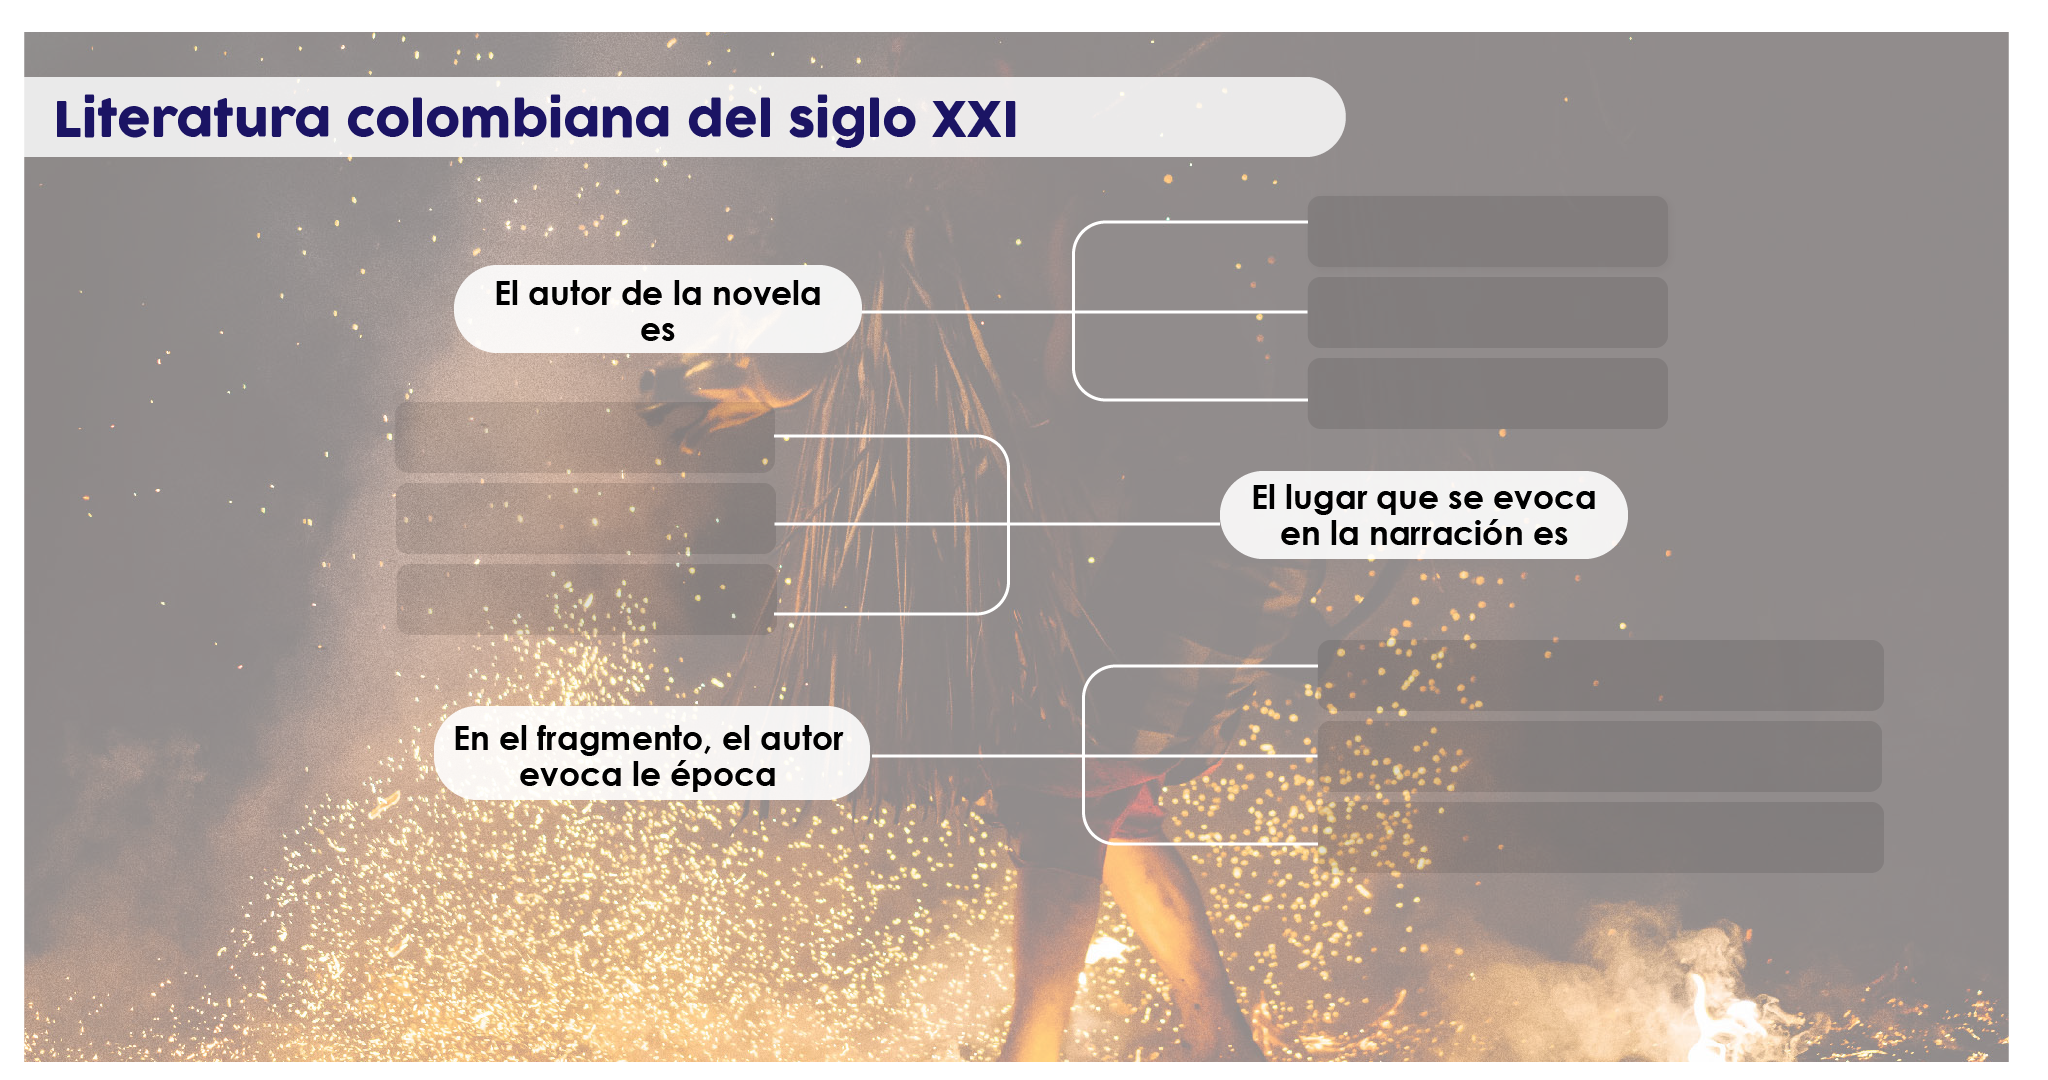 Literatura colombiana del siglo XXI
El autor de la novela
es
El lugar que se evoca
en la narración es
En el fragmento, el autor
evoca le época